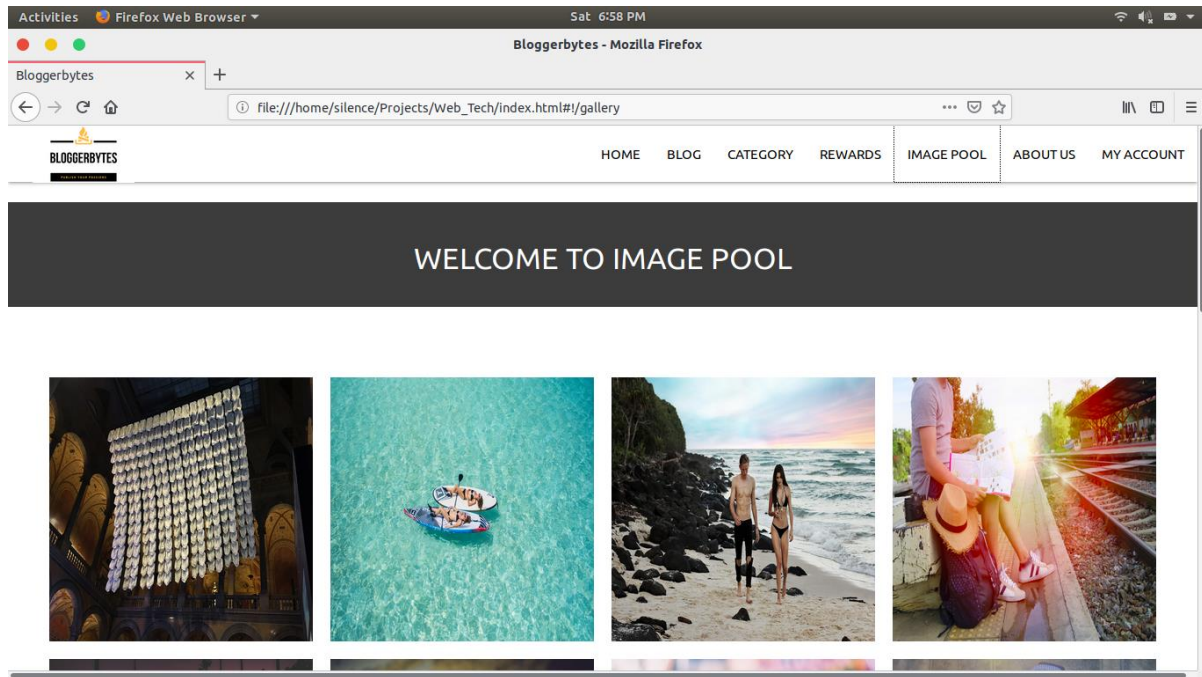 Activities Firefox Web Browser Sat 6:58 PM
Bloggerbytes - Mozilla Firefox
Bloggerbytes
file:///home/silence/Projects/Web_Tech/index.html#!/gallery
BLOGGERBYTES
HOME BLOG CATEGORY REWARDS IMAGE POOL ABOUT US MY ACCOUNT
WELCOME TO IMAGE POOL